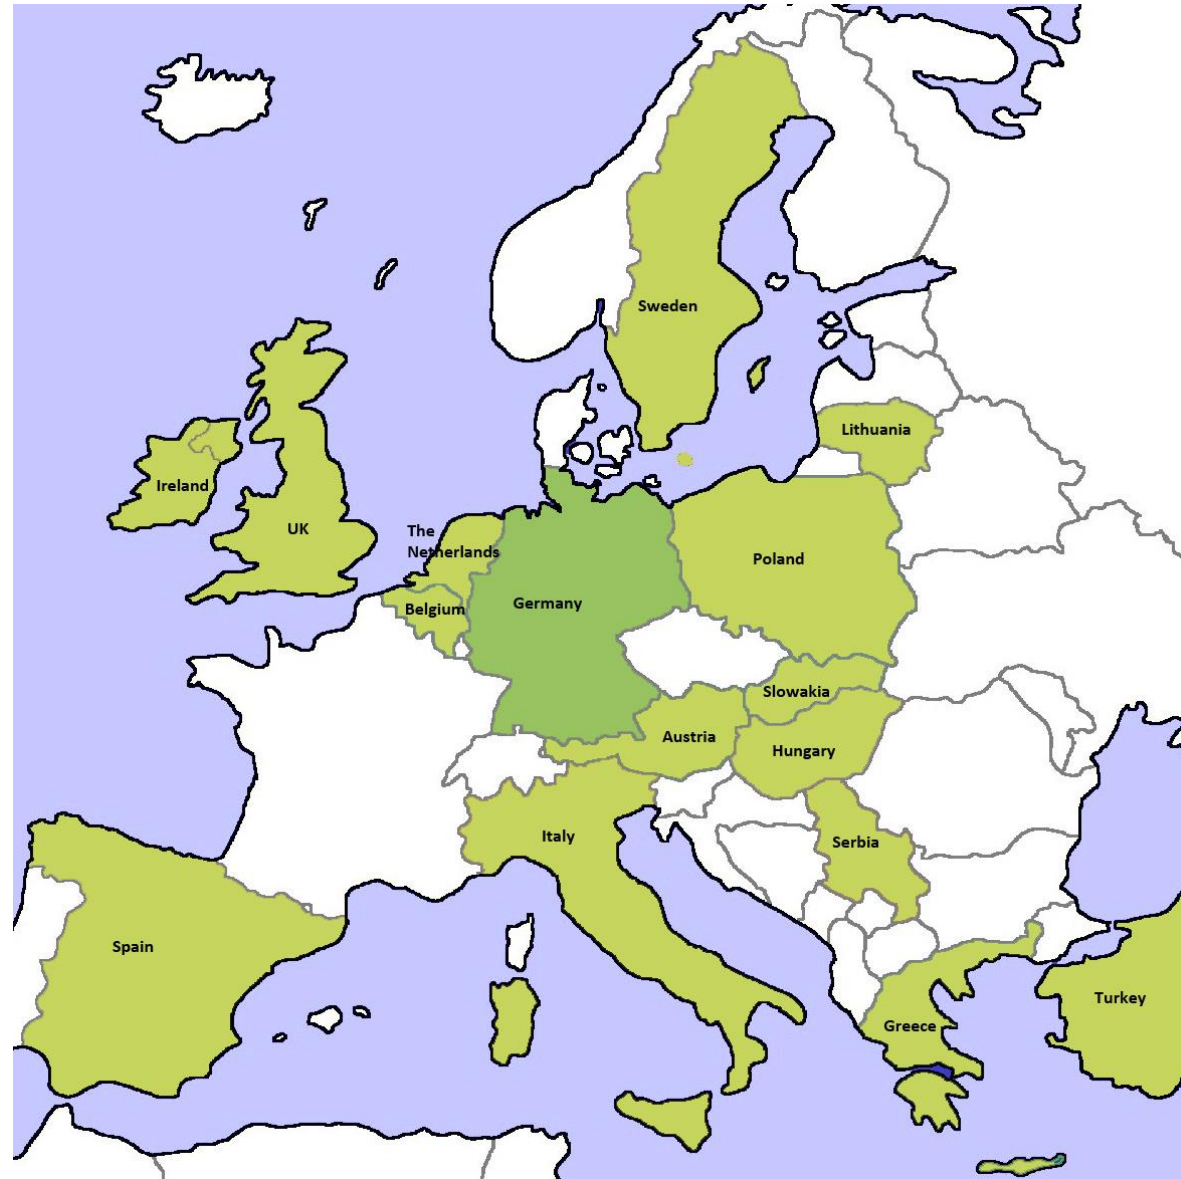 Sweden
Lithuania
Ireland
UK
The
Netherlands
Poland
Belgium
Germany
Slowakia
Austria
Hungary
Italy
Serbia
Spain
Turkey
Greece